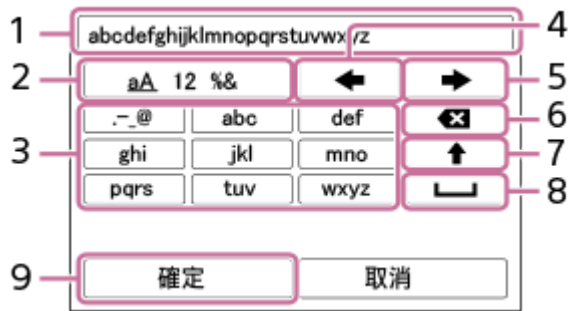 1
abcdefghijklmnopqrstuvwxyz
4
2
aA 12 %&
5
.-_@ abc def
6
3
ghi jkl mno
7
pqrs tuv wxyz
8
9
確定 取消